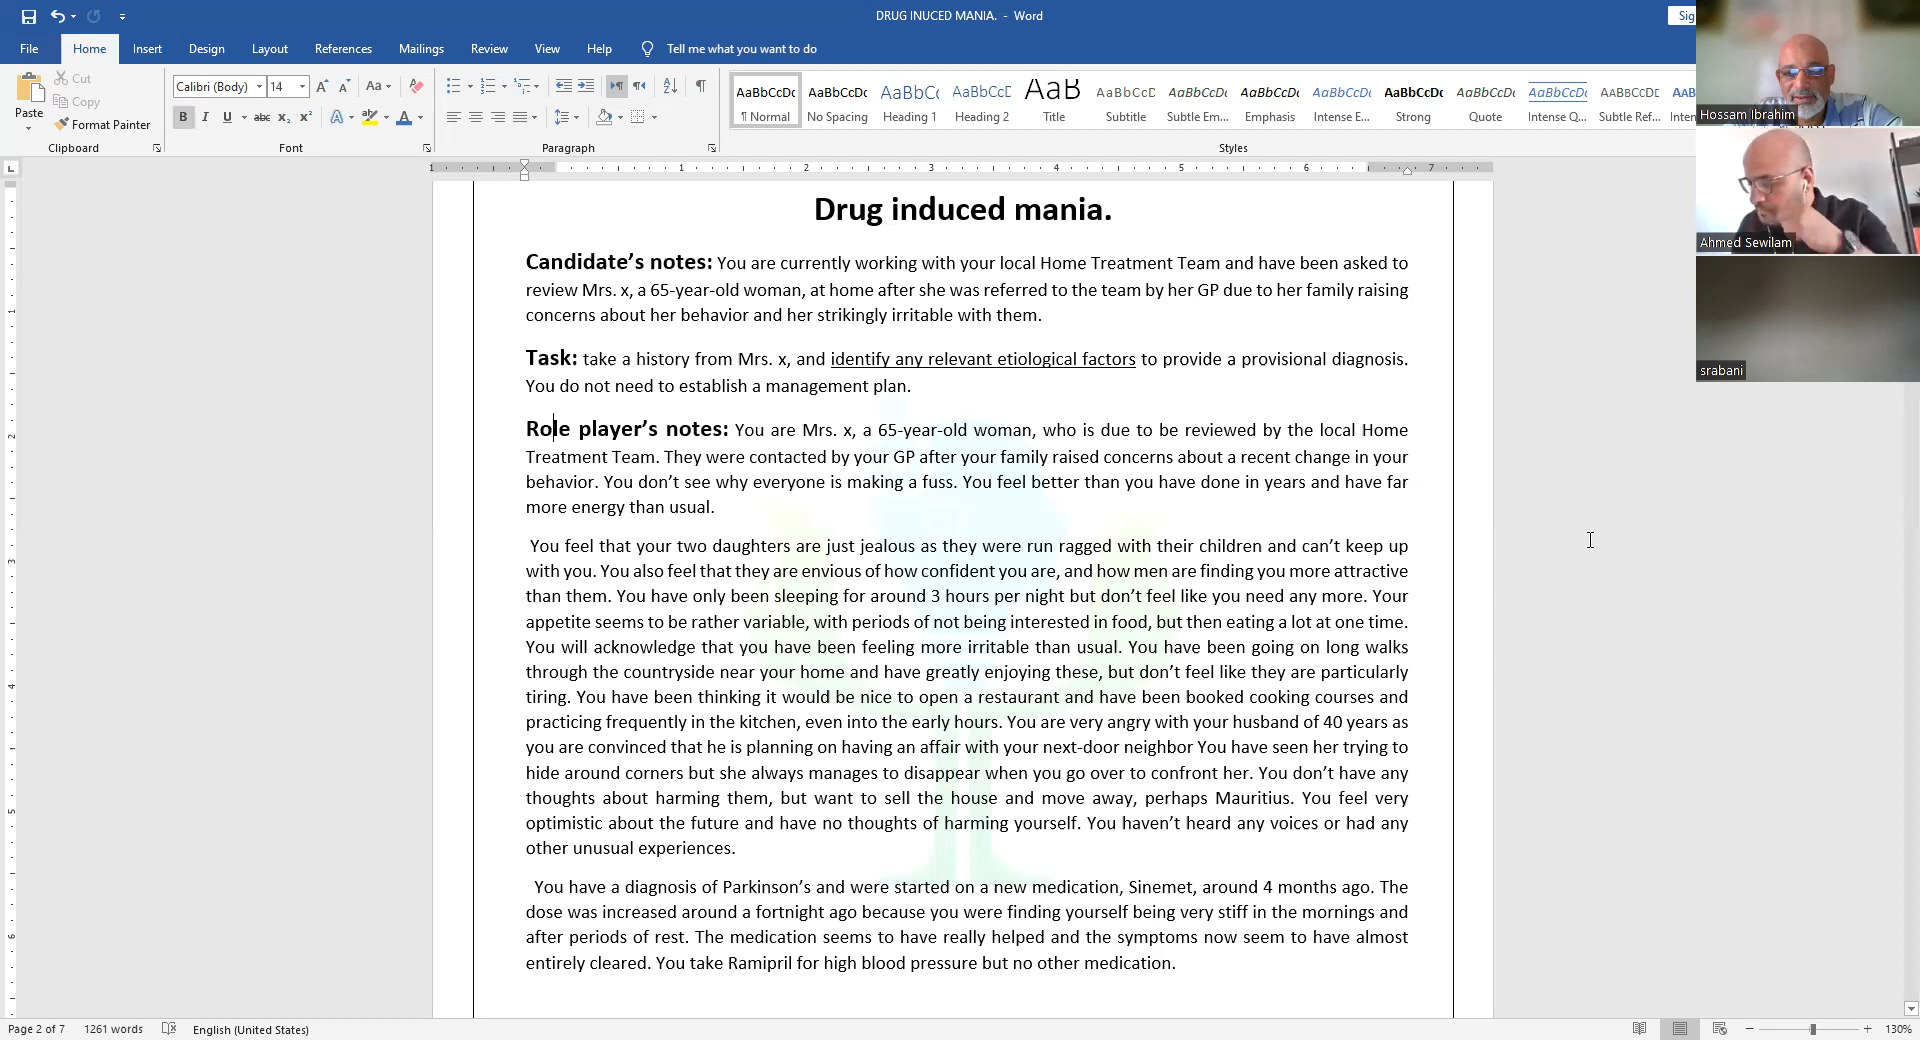 DRUG INUCED MANIA. - Word
Sig
File Home Insert Design Layout References Mailings Review View Help Tell me what you want to do
Paste
Cut
Copy
Format Painter
Clipboard
Calibri (Body) 14
Font
Paragraph
AaBbCcDc AaBbCcDc AaBbC( AaBbCcD AaB AaBbCcD AaBbCcDc AaBbCcDc AaBbCcDc AaBbCcDc AaBbCcDc AaBbCcDc AABBCCDE AAB
¶ Normal No Spacing Heading 1 Heading 2 Title Subtitle Subtle Em... Emphasis Intense E... Strong Quote Intense Q... Subtle Ref... Inten
Styles
Hossam Ibrahim
Ahmed Sewilam
srabani
1 1 2 3 4 5 6 7
Drug induced mania.
Candidate’s notes: You are currently working with your local Home Treatment Team and have been asked to
review Mrs. x, a 65-year-old woman, at home after she was referred to the team by her GP due to her family raising
concerns about her behavior and her strikingly irritable with them.
Task: take a history from Mrs. x, and identify any relevant etiological factors to provide a provisional diagnosis.
You do not need to establish a management plan.
Role player’s notes: You are Mrs. x, a 65-year-old woman, who is due to be reviewed by the local Home
Treatment Team. They were contacted by your GP after your family raised concerns about a recent change in your
behavior. You don’t see why everyone is making a fuss. You feel better than you have done in years and have far
more energy than usual.
You feel that your two daughters are just jealous as they were run ragged with their children and can’t keep up
with you. You also feel that they are envious of how confident you are, and how men are finding you more attractive
than them. You have only been sleeping for around 3 hours per night but don’t feel like you need any more. Your
appetite seems to be rather variable, with periods of not being interested in food, but then eating a lot at one time.
You will acknowledge that you have been feeling more irritable than usual. You have been going on long walks
through the countryside near your home and have greatly enjoying these, but don’t feel like they are particularly
tiring. You have been thinking it would be nice to open a restaurant and have been booked cooking courses and
practicing frequently in the kitchen, even into the early hours. You are very angry with your husband of 40 years as
you are convinced that he is planning on having an affair with your next-door neighbor You have seen her trying to
hide around corners but she always manages to disappear when you go over to confront her. You don’t have any
thoughts about harming them, but want to sell the house and move away, perhaps Mauritius. You feel very
optimistic about the future and have no thoughts of harming yourself. You haven’t heard any voices or had any
other unusual experiences.
You have a diagnosis of Parkinson’s and were started on a new medication, Sinemet, around 4 months ago. The
dose was increased around a fortnight ago because you were finding yourself being very stiff in the mornings and
after periods of rest. The medication seems to have really helped and the symptoms now seem to have almost
entirely cleared. You take Ramipril for high blood pressure but no other medication.
Page 2 of 7 1261 words English (United States) 130%